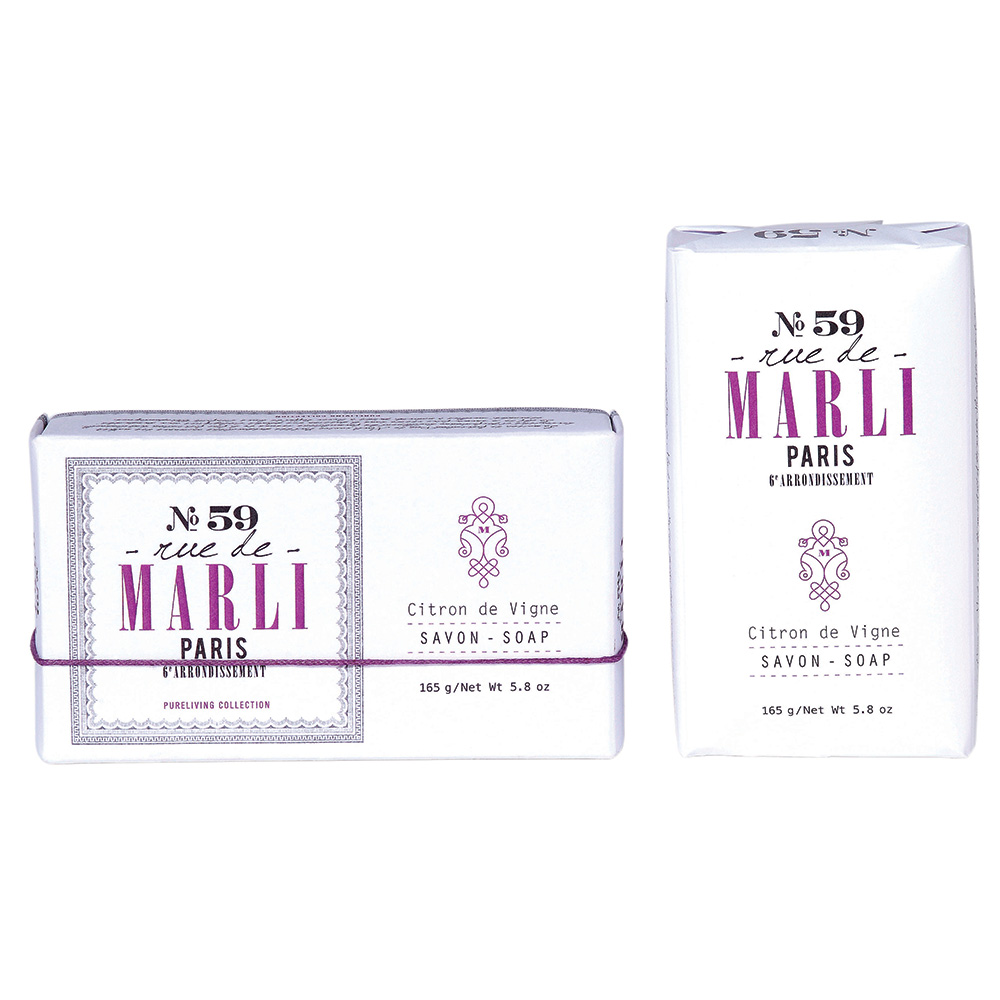 № 59
- rue de -
MARLI
PARIS
6e ARRONDISSEMENT
PURELIVING COLLECTION
M
Citron de Vigne
SAVON - SOAP
165 g/Net Wt 5.8 oz
№ 59
№ 59
- rue de -
MARLI
PARIS
6e ARRONDISSEMENT
M
Citron de Vigne
SAVON - SOAP
165 g/Net Wt 5.8 oz